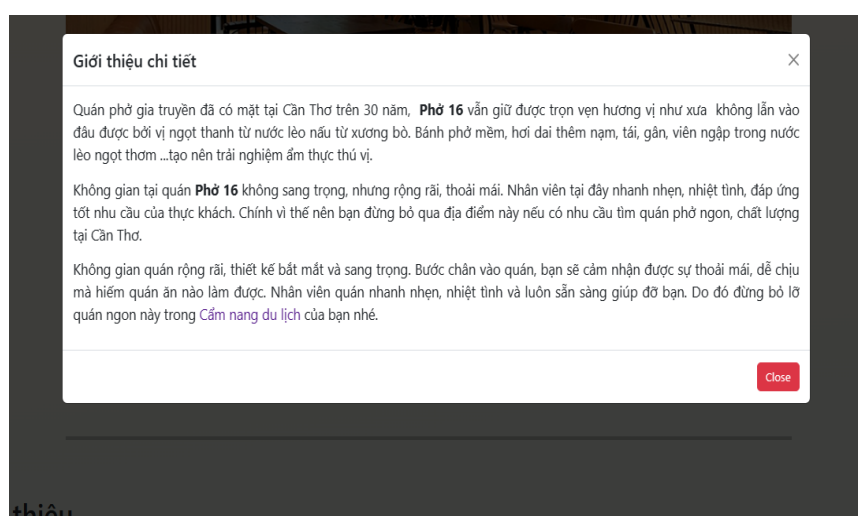 Giới thiệu chi tiết
Quán phở gia truyền đã có mặt tại Cần Thơ trên 30 năm, Phở 16 vẫn giữ được trọn vẹn hương vị như xưa không lẫn vào
đâu được bởi vị ngọt thanh từ nước lèo nấu từ xương bò. Bánh phở mềm, hơi dai thêm nạm, tái, gân, viên ngập trong nước
lèo ngọt thơm ...tạo nên trải nghiệm ẩm thực thú vị.
Không gian tại quán Phở 16 không sang trọng, nhưng rộng rãi, thoải mái. Nhân viên tại đây nhanh nhẹn, nhiệt tình, đáp ứng
tốt nhu cầu của thực khách. Chính vì thế nên bạn đừng bỏ qua địa điểm này nếu có nhu cầu tìm quán phở ngon, chất lượng
tại Cần Thơ.
Không gian quán rộng rãi, thiết kế bắt mắt và sang trọng. Bước chân vào quán, bạn sẽ cảm nhận được sự thoải mái, dễ chịu
mà hiếm quán ăn nào làm được. Nhân viên quán nhanh nhẹn, nhiệt tình và luôn sẵn sàng giúp đỡ bạn. Do đó đừng bỏ lỡ
quán ngon này trong Cẩm nang du lịch của bạn nhé.
Close